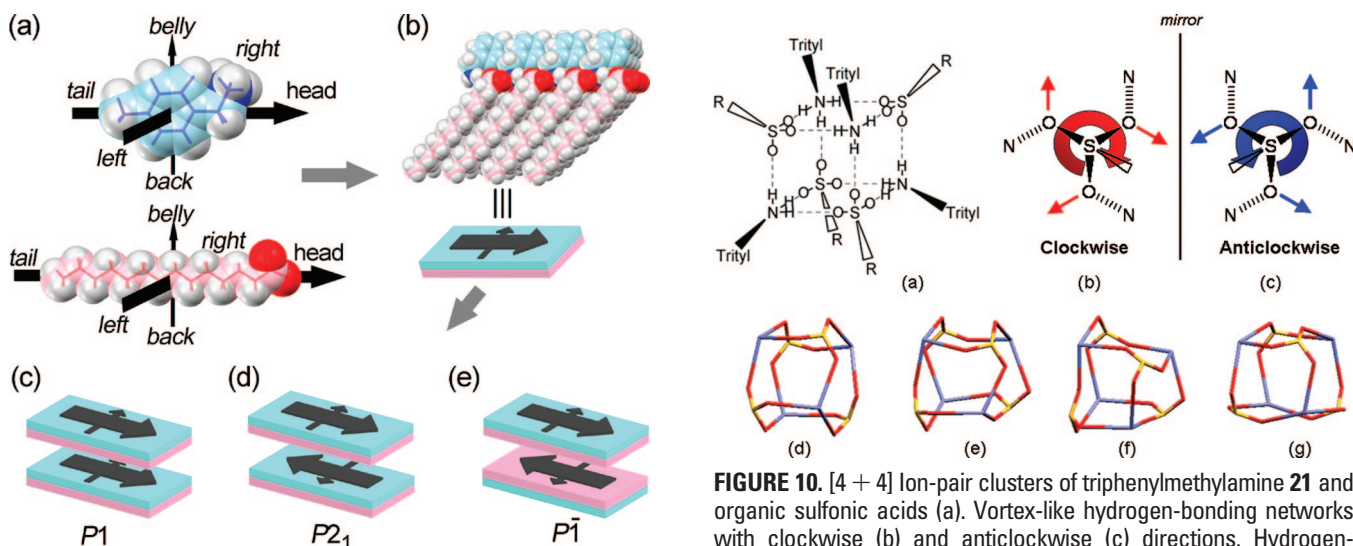 (a)
belly
right
tail
head
left
back
belly
right
tail
head
left
back
(b)
(c)
(d)
(e)
P1
P2₁
P1̅
Trityl
Trityl
R
R
N H S O
H N H O O
S O O H O
O H
H H O S O H N
N H O O S O
Trityl
Trityl
R
R
(a)
mirror
N
N
O O
S
O
N
Clockwise
(b)
N
N
O O
S
O
N
Anticlockwise
(c)
(d)
(e)
(f)
(g)
FIGURE 10. [4 + 4] Ion-pair clusters of triphenylmethylamine 21 and
organic sulfonic acids (a). Vortex-like hydrogen-bonding networks
with clockwise (b) and anticlockwise (c) directions. Hydrogen-